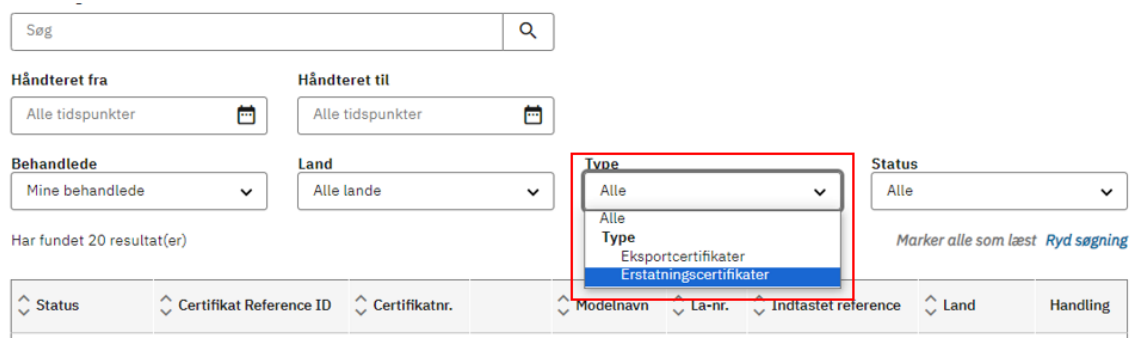 Søg
Håndteret fra Håndteret til
Alle tidspunkter Alle tidspunkter
Behandlede Land Type Status
Mine behandlede Alle lande Alle Alle
Alle
Type
Har fundet 20 resultat(er) Marker alle som læst Ryd søgning
Eksportcertifikater
Erstatningscertifikater
Status Certifikat Reference ID Certifikatnr. Modelnavn La-nr. Indtastet reference Land Handling